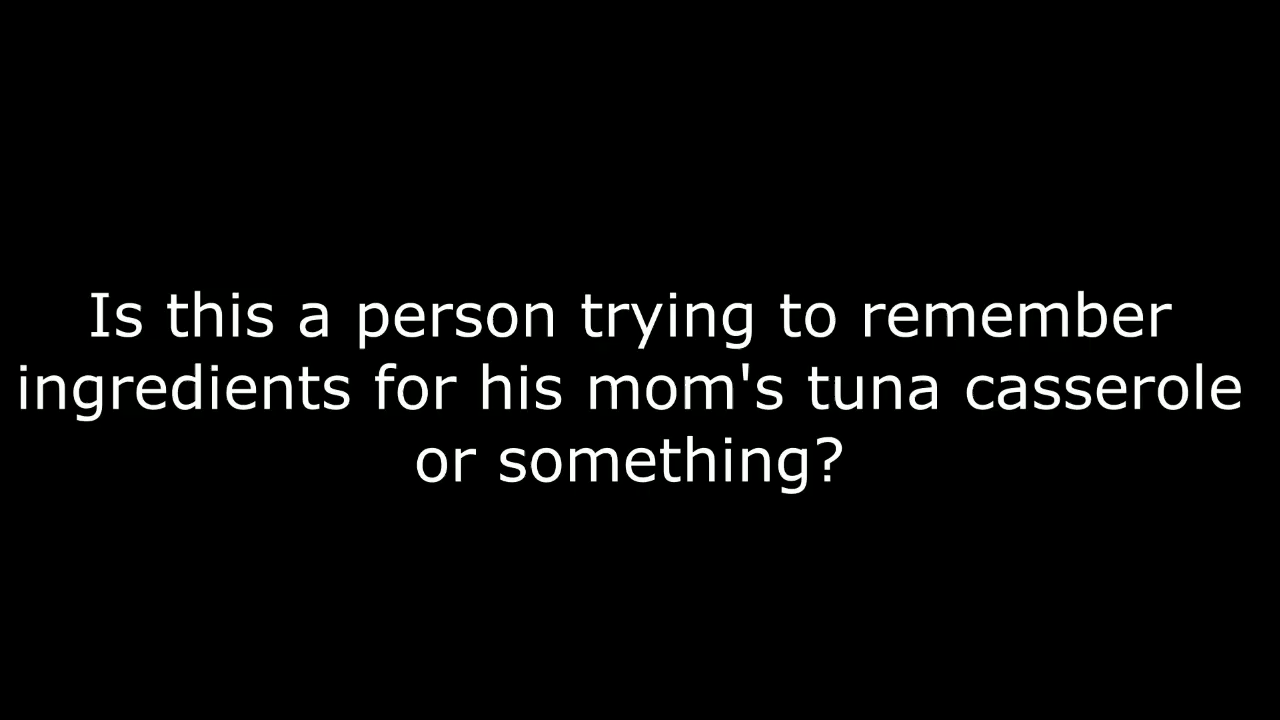 Is this a person trying to remember
ingredients for his mom's tuna casserole
or something?